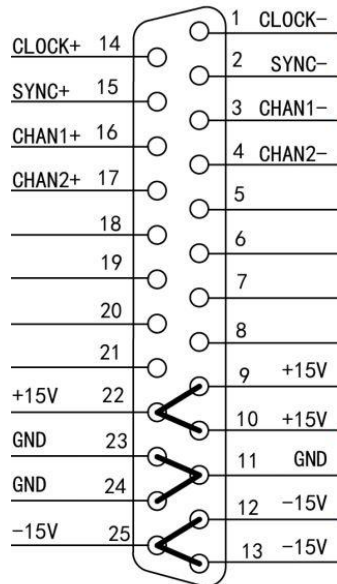 1 CLOCK-
CLOCK+ 14
2 SYNC-
SYNC+ 15
3 CHAN1-
CHAN1+ 16
4 CHAN2-
CHAN2+ 17
5
18
6
19
7
20
8
21
9 +15V
+15V 22
10 +15V
GND 23
11 GND
GND 24
12 -15V
-15V 25
13 -15V